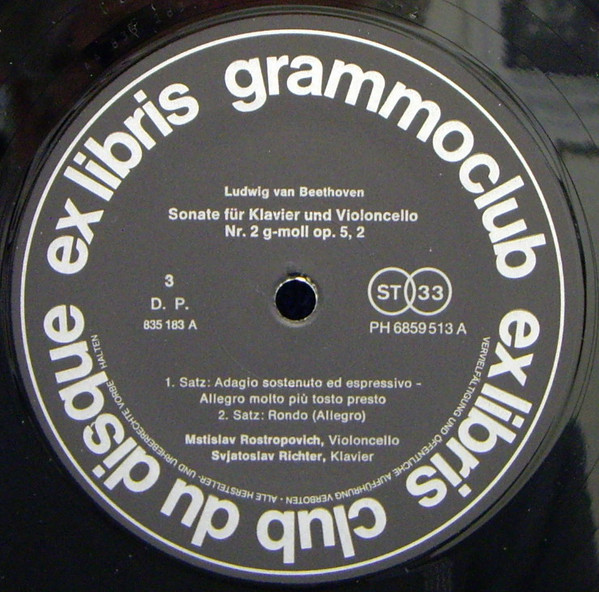 ex libris grammoclub
ex libris club du disque
Ludwig van Beethoven
Sonate für Klavier und Violoncello
Nr. 2 g-moll op. 5, 2
3
D. P.
835 183 A
ST 33
PH 6859 513 A
1. Satz: Adagio sostenuto ed espressivo -
Allegro molto più tosto presto
2. Satz: Rondo (Allegro)
Mstislav Rostropovich, Violoncello
Svjatoslav Richter, Klavier
VERVIELFÄLTIGUNG UND ÖFFENTLICHE AUFFÜHRUNG VERBOTEN · ALLE HERSTELLER- UND URHEBERRECHTE VORBEHALTEN